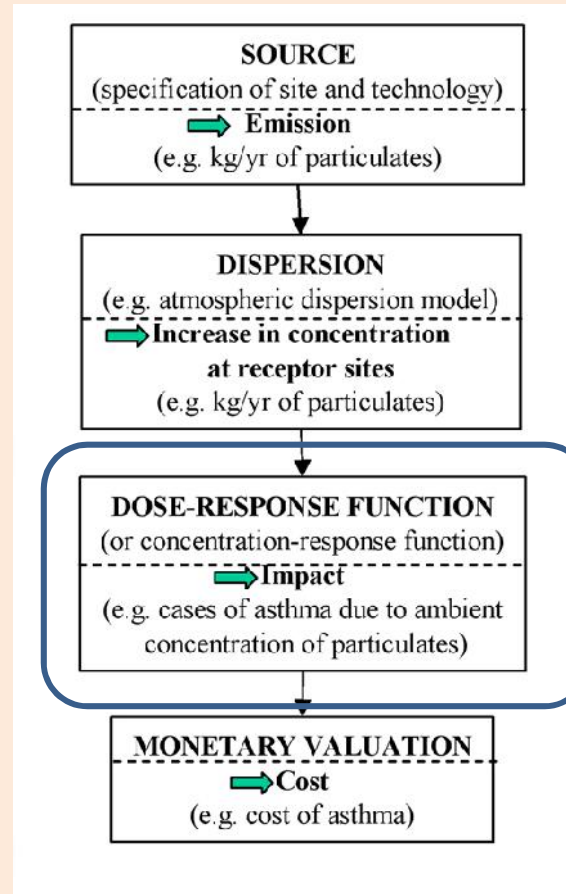 SOURCE
(specification of site and technology)
Emission
(e.g. kg/yr of particulates)
DISPERSION
(e.g. atmospheric dispersion model)
Increase in concentration
at receptor sites
(e.g. kg/yr of particulates)
DOSE-RESPONSE FUNCTION
(or concentration-response function)
Impact
(e.g. cases of asthma due to ambient
concentration of particulates)
MONETARY VALUATION
Cost
(e.g. cost of asthma)